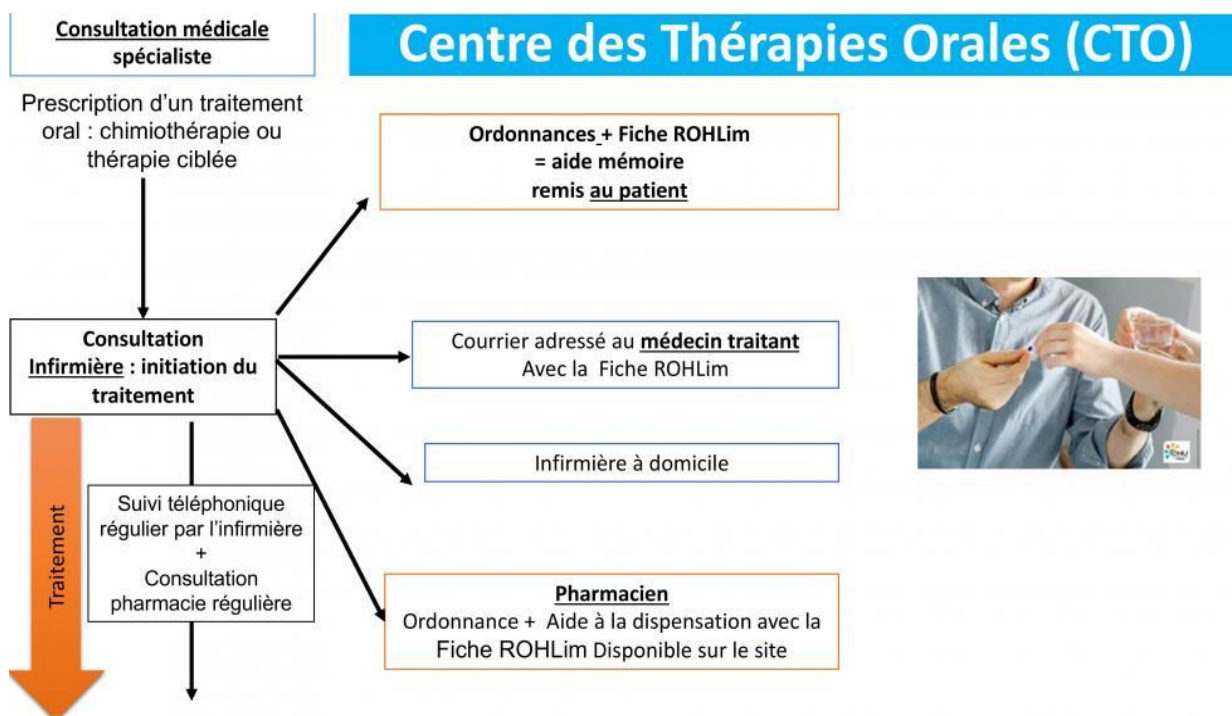 Consultation médicale
spécialiste
Centre des Thérapies Orales (CTO)
Prescription d'un traitement
oral : chimiothérapie ou
thérapie ciblée
Ordonnances + Fiche ROHLim
= aide mémoire
remis au patient
Consultation
Infirmière : initiation du
traitement
Courrier adressé au médecin traitant
Avec la Fiche ROHLim
Infirmière à domicile
Traitement
Suivi téléphonique
régulier par l'infirmière
+
Consultation
pharmacie régulière
Pharmacien
Ordonnance + Aide à la dispensation avec la
Fiche ROHLim Disponible sur le site
CHU